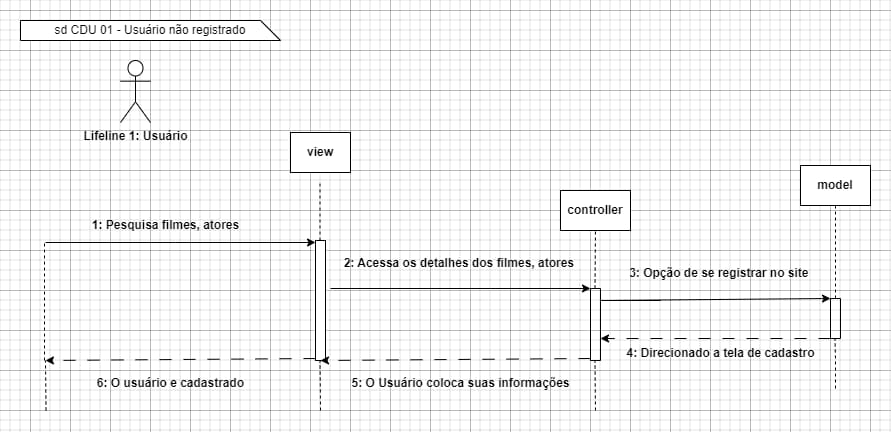 sd CDU 01 - Usuário não registrado
Lifeline 1: Usuário
view
controller
model
1: Pesquisa filmes, atores
2: Acessa os detalhes dos filmes, atores
3: Opção de se registrar no site
4: Direcionado a tela de cadastro
5: O Usuário coloca suas informações
6: O usuário e cadastrado